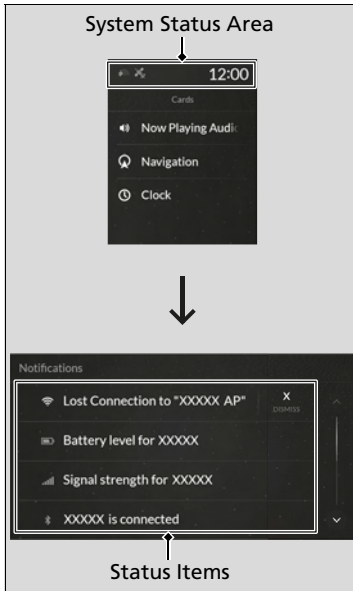 System Status Area
12:00
Cards
Now Playing Audi
Navigation
Clock
Notifications
Lost Connection to "XXXXX AP"
X
DISMISS
Battery level for XXXXX
Signal strength for XXXXX
XXXXX is connected
Status Items